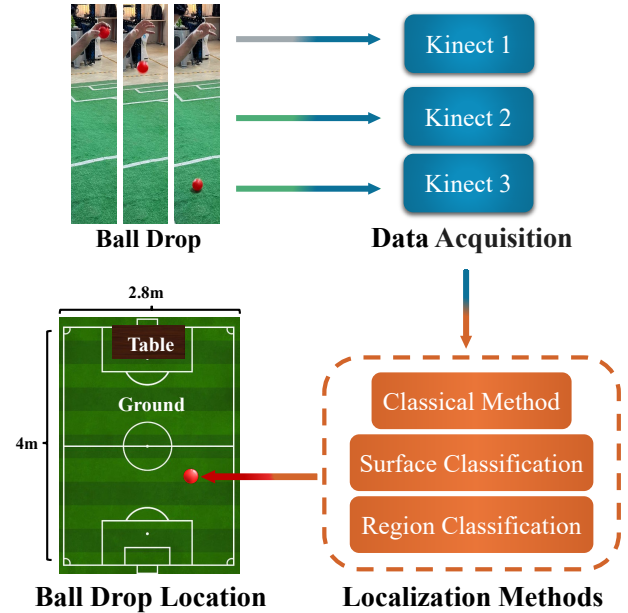 Kinect 1
Kinect 2
Kinect 3
Ball Drop
Data Acquisition
2.8m
Table
Ground
4m
Classical Method
Surface Classification
Region Classification
Ball Drop Location
Localization Methods